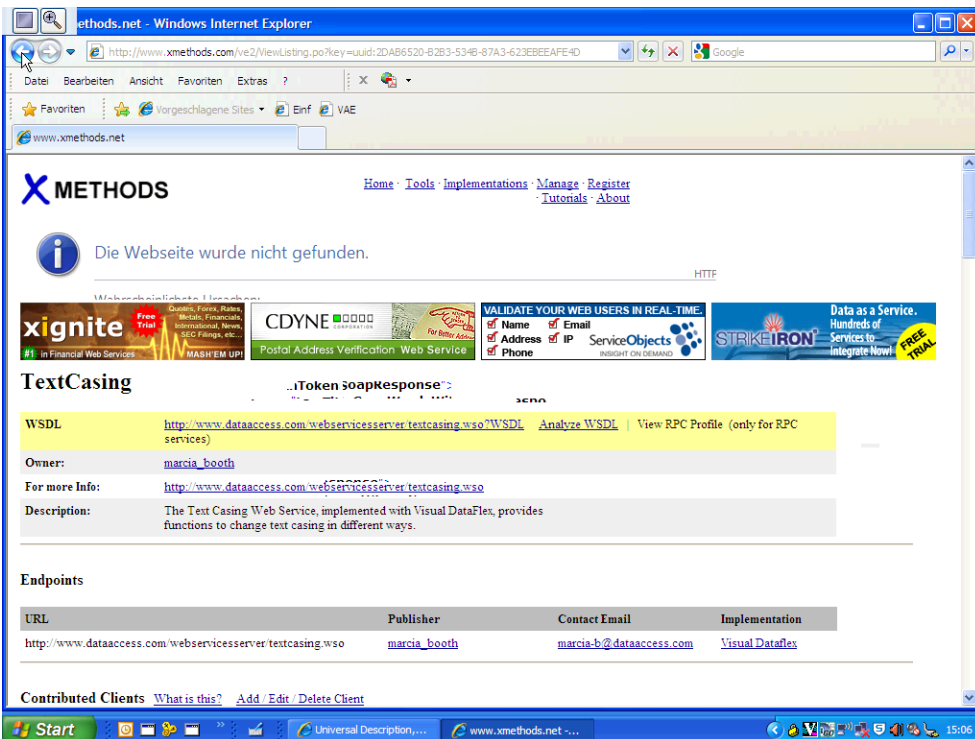 ethods.net - Windows Internet Explorer
http://www.xmethods.com/ve2/ViewListing.po?key=uuid:2DAB6520-B2B3-534B-87A3-623EBEEAFE4D
Google
Datei Bearbeiten Ansicht Favoriten Extras ?
Favoriten Vorgeschlagene Sites Einf VAE
www.xmethods.net
X METHODS
Home · Tools · Implementations · Manage · Register
· Tutorials · About
Die Webseite wurde nicht gefunden.
HTTF
Wahrscheinlichste Ursachen:
xignite Free Trial
Quotes, Forex, Rates, Metals, Financials, International, News, SEC Filings, etc...
#1 in Financial Web Services MASH'EM UP!
CDYNE CORPORATION
Postal Address Verification Web Service
VALIDATE YOUR WEB USERS IN REAL-TIME.
Name Email
Address IP
Phone
ServiceObjects
INSIGHT ON DEMAND
STRIKEIRON
Data as a Service.
Hundreds of
Services to
Integrate Now!
FREE TRIAL
TextCasing
Token SoapResponse">
WSDL http://www.dataaccess.com/webservicesserver/textcasing.wso?WSDL Analyze WSDL | View RPC Profile (only for RPC
services)
Owner: marcia_booth
For more Info: http://www.dataaccess.com/webservicesserver/textcasing.wso
Description: The Text Casing Web Service, implemented with Visual DataFlex, provides
functions to change text casing in different ways.
Endpoints
URL Publisher Contact Email Implementation
http://www.dataaccess.com/webservicesserver/textcasing.wso marcia_booth marcia-b@dataaccess.com Visual Dataflex
Contributed Clients What is this? Add / Edit / Delete Client
Start Universal Description,... www.xmethods.net -... 15:06